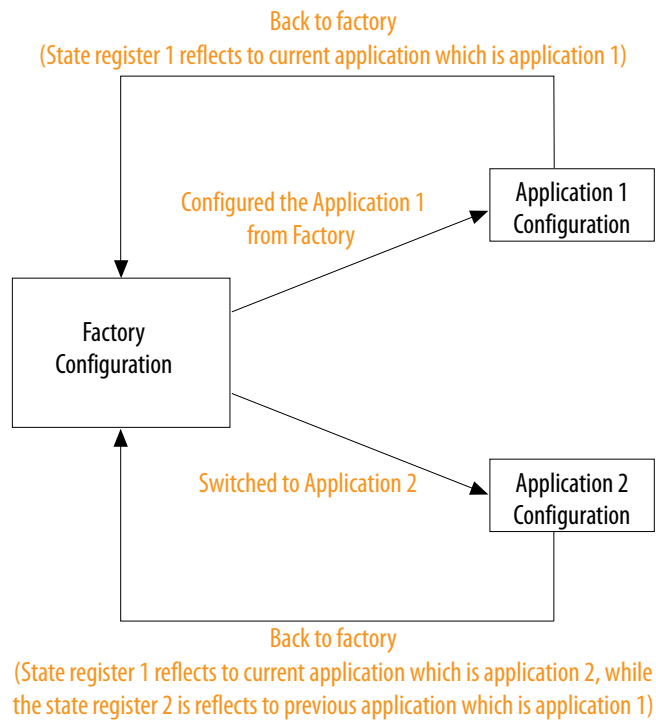 Back to factory
(State register 1 reflects to current application which is application 1)
Configured the Application 1
from Factory
Application 1
Configuration
Factory
Configuration
Switched to Application 2
Application 2
Configuration
Back to factory
(State register 1 reflects to current application which is application 2, while
the state register 2 is reflects to previous application which is application 1)